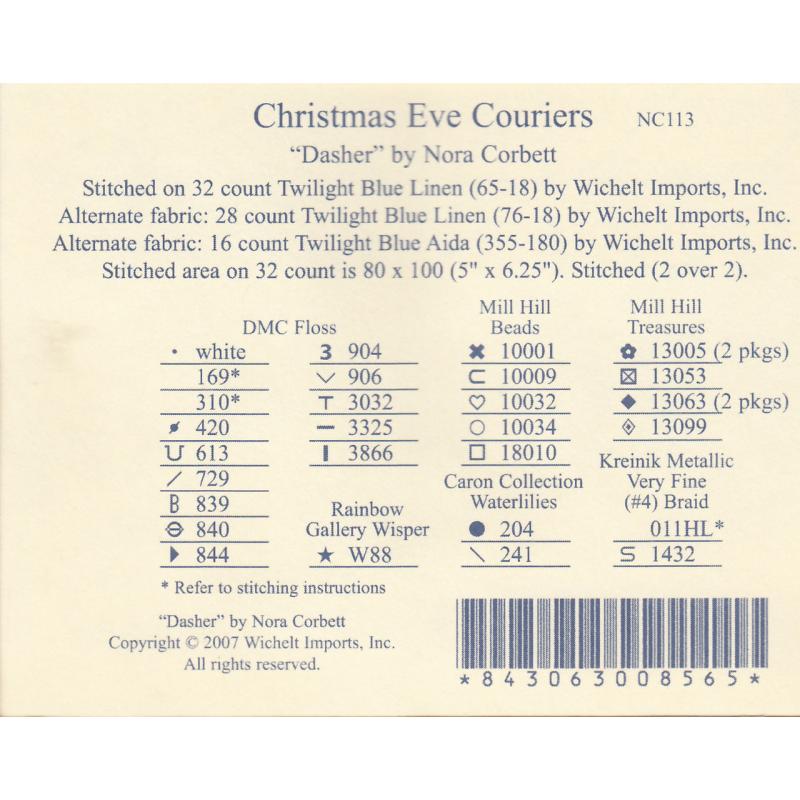 Christmas Eve Couriers NC113
"Dasher" by Nora Corbett
Stitched on 32 count Twilight Blue Linen (65-18) by Wichelt Imports, Inc.
Alternate fabric: 28 count Twilight Blue Linen (76-18) by Wichelt Imports, Inc.
Alternate fabric: 16 count Twilight Blue Aida (355-180) by Wichelt Imports, Inc.
Stitched area on 32 count is 80 x 100 (5" x 6.25"). Stitched (2 over 2).
DMC Floss
· white
169*
310*
420
613
/ 729
B 839
⊖ 840
844
3 904
906
T 3032
— 3325
I 3866
Rainbow
Gallery Wisper
★ W88
Mill Hill
Beads
✖ 10001
⊂ 10009
♡ 10032
○ 10034
□ 18010
Caron Collection
Waterlilies
● 204
\ 241
Mill Hill
Treasures
13005 (2 pkgs)
⊠ 13053
◆ 13063 (2 pkgs)
13099
Kreinik Metallic
Very Fine
(#4) Braid
011HL*
S 1432
* Refer to stitching instructions
"Dasher" by Nora Corbett
Copyright © 2007 Wichelt Imports, Inc.
All rights reserved.
*843063008565*